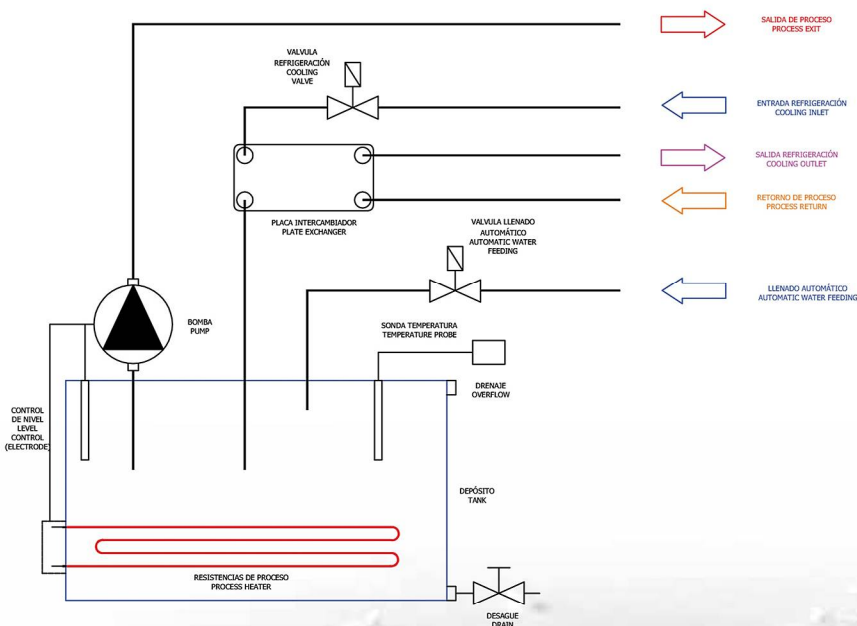 SALIDA DE PROCESO
PROCESS EXIT
VALVULA
REFRIGERACIÓN
COOLING
VALVE
ENTRADA REFRIGERACIÓN
COOLING INLET
SALIDA REFRIGERACIÓN
COOLING OUTLET
RETORNO DE PROCESO
PROCESS RETURN
PLACA INTERCAMBIADOR
PLATE EXCHANGER
VALVULA LLENADO
AUTOMÁTICO
AUTOMATIC WATER
FEEDING
LLENADO AUTOMÁTICO
AUTOMATIC WATER FEEDING
BOMBA
PUMP
SONDA TEMPERATURA
TEMPERATURE PROBE
DRENAJE
OVERFLOW
CONTROL
DE NIVEL
LEVEL
CONTROL
(ELECTRODE)
DEPÓSITO
TANK
RESISTENCIAS DE PROCESO
PROCESS HEATER
DESAGUE
DRAIN